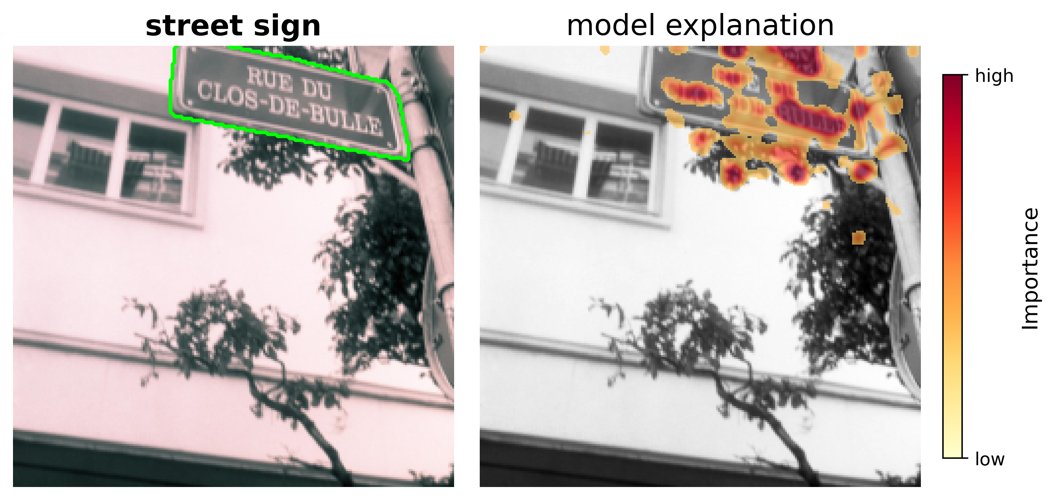 street sign
model explanation
RUE DU
CLOS-DE-BULLE
high
Importance
low